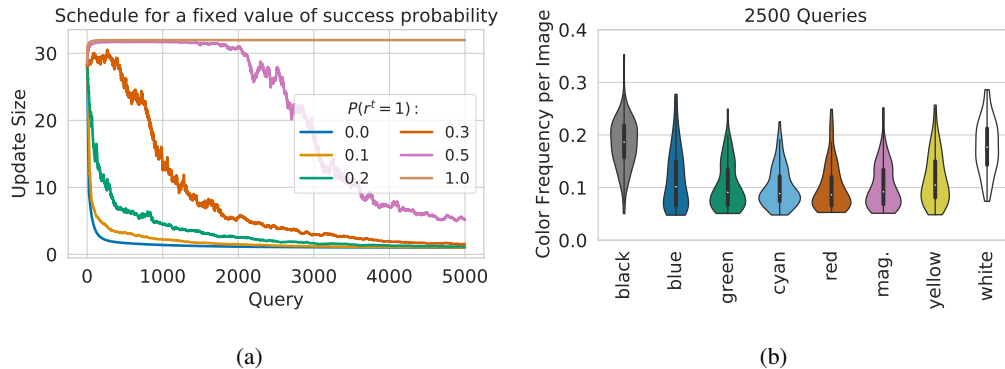 Schedule for a fixed value of success probability
Update Size
30
20
10
0
P(r^t = 1) :
0.0
0.3
0.1
0.5
0.2
1.0
0
1000
2000
3000
4000
5000
Query
(a)
2500 Queries
Color Frequency per Image
0.4
0.3
0.2
0.1
0.0
black
blue
green
cyan
red
mag.
yellow
white
(b)